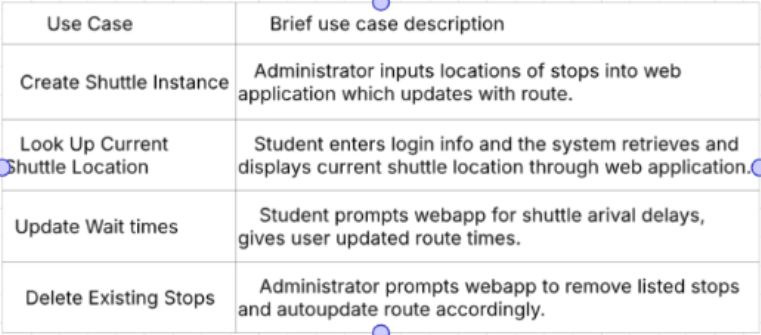 Use Case
Brief use case description
Create Shuttle Instance
Administrator inputs locations of stops into web
application which updates with route.
Look Up Current
Shuttle Location
Student enters login info and the system retrieves and
displays current shuttle location through web application.
Update Wait times
Student prompts webapp for shuttle arival delays,
gives user updated route times.
Delete Existing Stops
Administrator prompts webapp to remove listed stops
and autoupdate route accordingly.